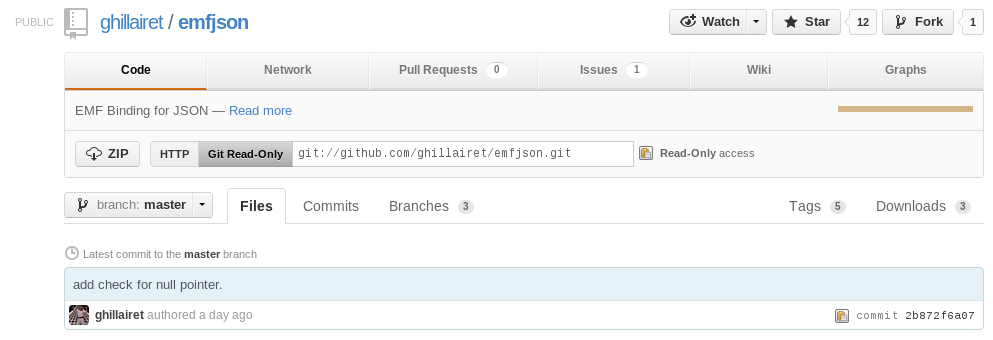 PUBLIC ghillairet / emfjson Watch Star 12 Fork 1
Code Network Pull Requests 0 Issues 1 Wiki Graphs
EMF Binding for JSON — Read more
ZIP HTTP Git Read-Only git://github.com/ghillairet/emfjson.git Read-Only access
branch: master Files Commits Branches 3 Tags 5 Downloads 3
Latest commit to the master branch
add check for null pointer.
ghillairet authored a day ago commit 2b872f6a07